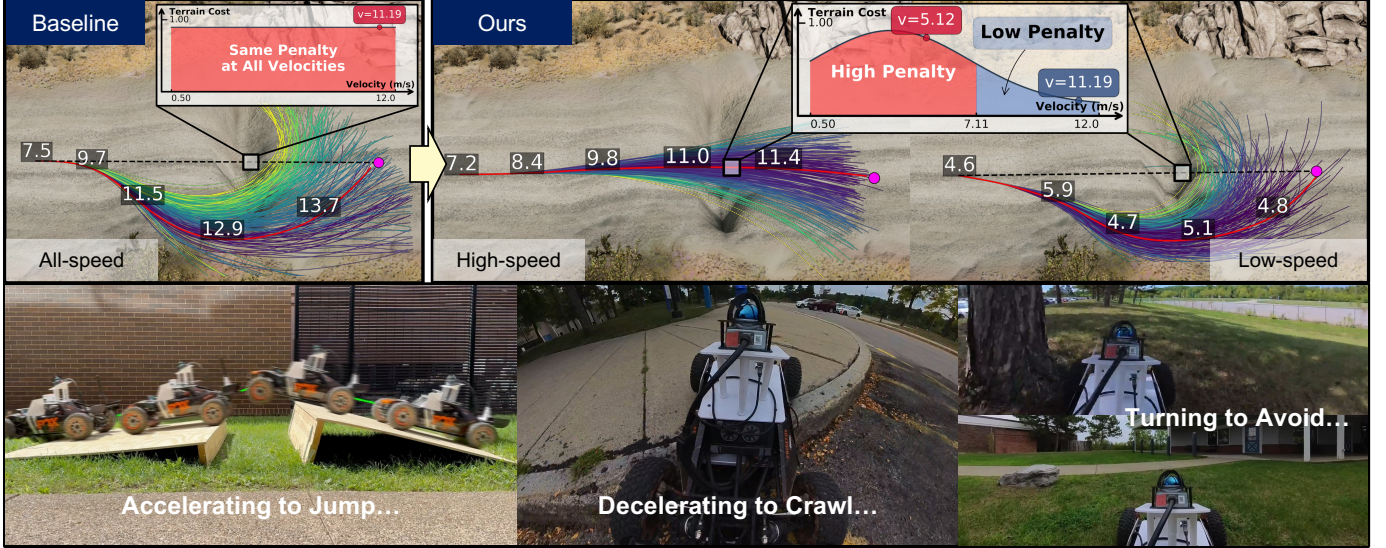 Baseline
Terrain Cost
1.00
v=11.19
Same Penalty
at All Velocities
Velocity (m/s)
0.50
12.0
7.5
9.7
11.5
12.9
13.7
All-speed
Ours
Terrain Cost
1.00
v=5.12
Low Penalty
High Penalty
v=11.19
Velocity (m/s)
0.50
7.11
12.0
7.2
8.4
9.8
11.0
11.4
High-speed
4.6
5.9
4.7
5.1
4.8
Low-speed
Accelerating to Jump...
Decelerating to Crawl...
Turning to Avoid...